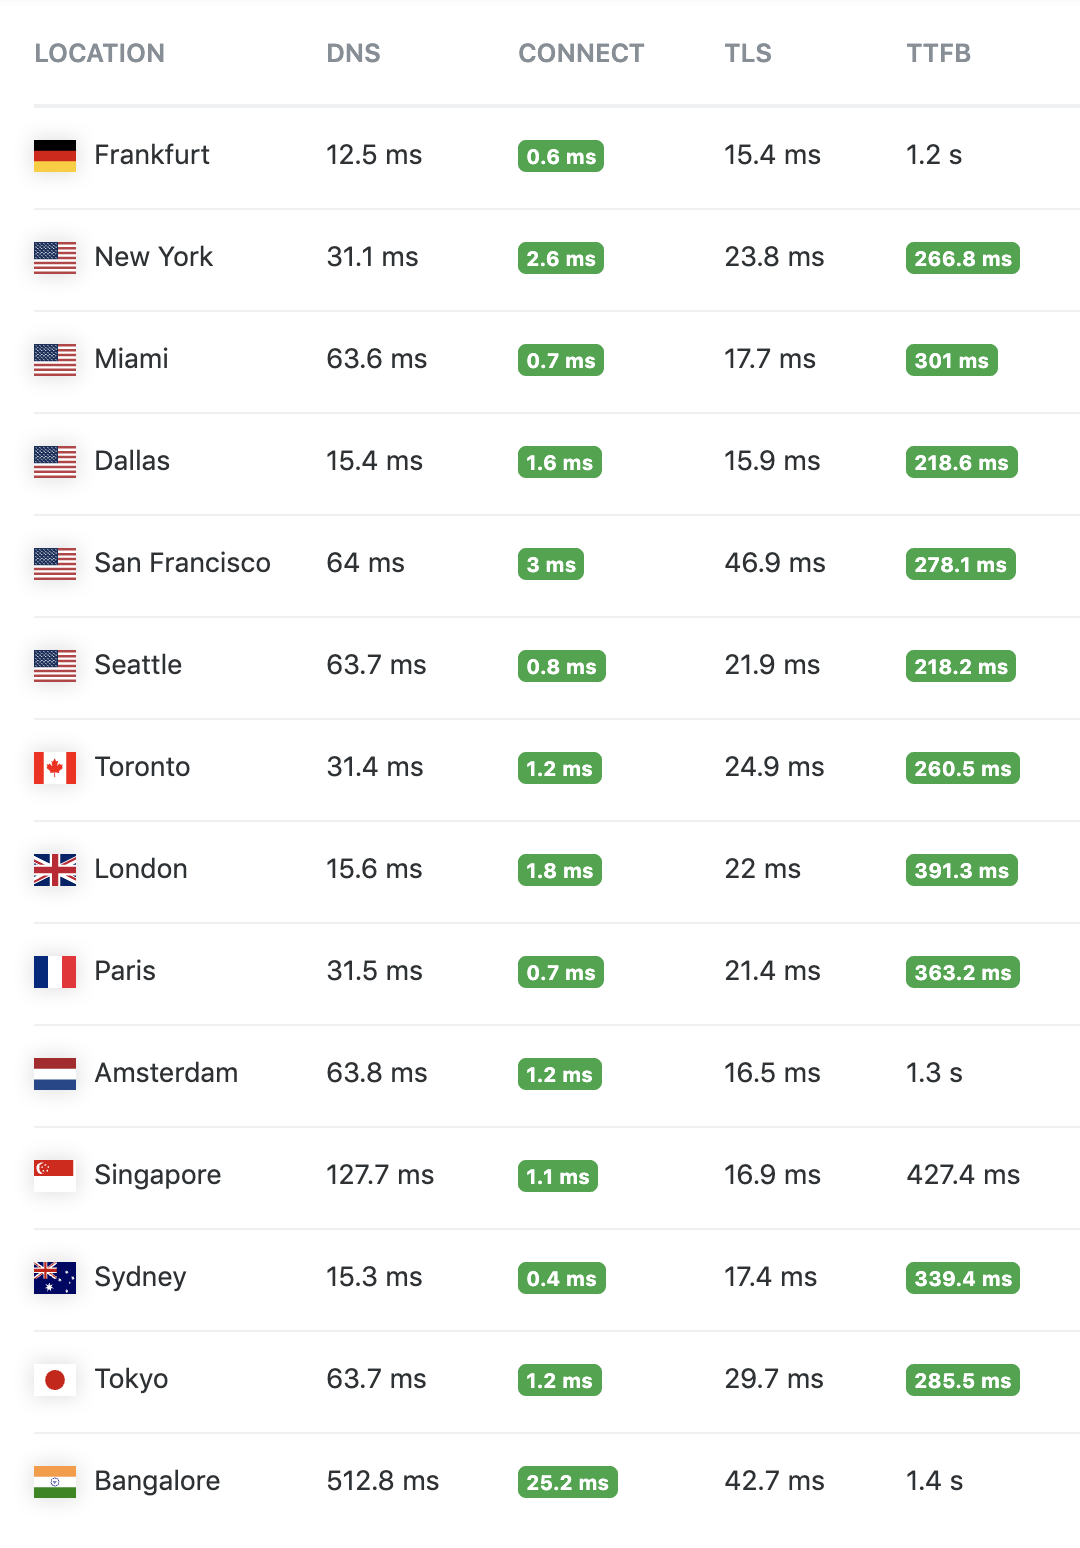 LOCATION DNS CONNECT TLS TTFB
Frankfurt 12.5 ms 0.6 ms 15.4 ms 1.2 s
New York 31.1 ms 2.6 ms 23.8 ms 266.8 ms
Miami 63.6 ms 0.7 ms 17.7 ms 301 ms
Dallas 15.4 ms 1.6 ms 15.9 ms 218.6 ms
San Francisco 64 ms 3 ms 46.9 ms 278.1 ms
Seattle 63.7 ms 0.8 ms 21.9 ms 218.2 ms
Toronto 31.4 ms 1.2 ms 24.9 ms 260.5 ms
London 15.6 ms 1.8 ms 22 ms 391.3 ms
Paris 31.5 ms 0.7 ms 21.4 ms 363.2 ms
Amsterdam 63.8 ms 1.2 ms 16.5 ms 1.3 s
Singapore 127.7 ms 1.1 ms 16.9 ms 427.4 ms
Sydney 15.3 ms 0.4 ms 17.4 ms 339.4 ms
Tokyo 63.7 ms 1.2 ms 29.7 ms 285.5 ms
Bangalore 512.8 ms 25.2 ms 42.7 ms 1.4 s